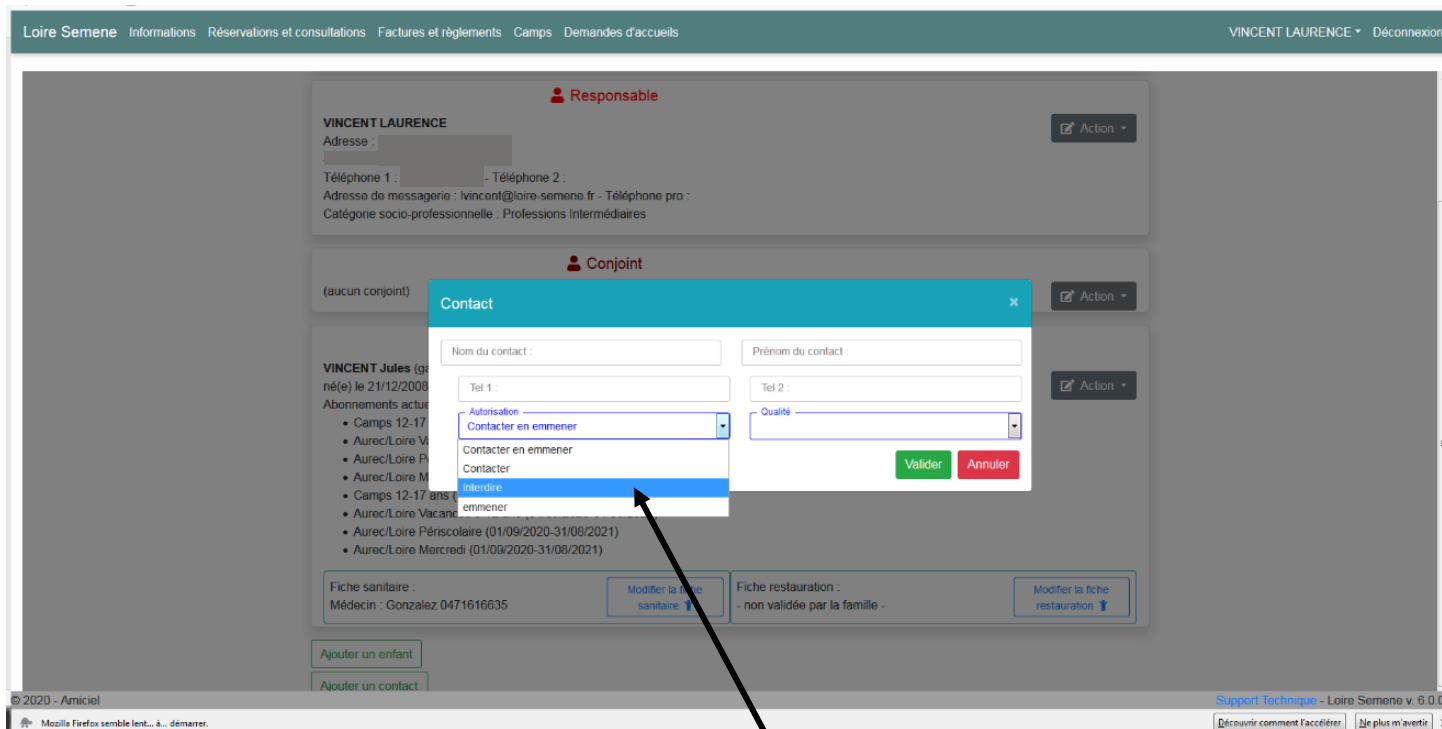 Loire Semene Informations Réservations et consultations Factures et règlements Camps Demandes d'accueils VINCENT LAURENCE Déconnexion
Responsable
VINCENT LAURENCE
Action
Adresse :
Téléphone 1 : - Téléphone 2 :
Adresse de messagerie : lvincent@loire-semene.fr - Téléphone pro :
Catégorie socio-professionnelle : Professions Intermédiaires
Conjoint
(aucun conjoint)
Action
Contact ×
Nom du contact : Prénom du contact :
VINCENT Jules
né(e) le 21/12/2008
Action
Tel 1 : Tel 2 :
Abonnements
Autorisation Qualité
Contacter en emmener
• Camps 12-17
• Aurec/Loire
Contacter en emmener
Contacter
Interdire
emmener
Valider Annuler
• Aurec/Loire
• Aurec/Loire
• Camps 12-17 ans
• Aurec/Loire
• Aurec/Loire Périscolaire (01/09/2020-31/08/2021)
• Aurec/Loire Mercredi (01/09/2020-31/08/2021)
Fiche sanitaire :
Médecin : Gonzalez 0471616635
Modifier la fiche
sanitaire
Fiche restauration :
- non validée par la famille -
Modifier la fiche
restauration
Ajouter un enfant
Ajouter un contact
© 2020 - Amiciel Support Technique - Loire Semene v. 6.0.0
Mozilla Firefox semble lent... à... démarrer. Découvrir comment l'accélérer Ne plus m'avertir